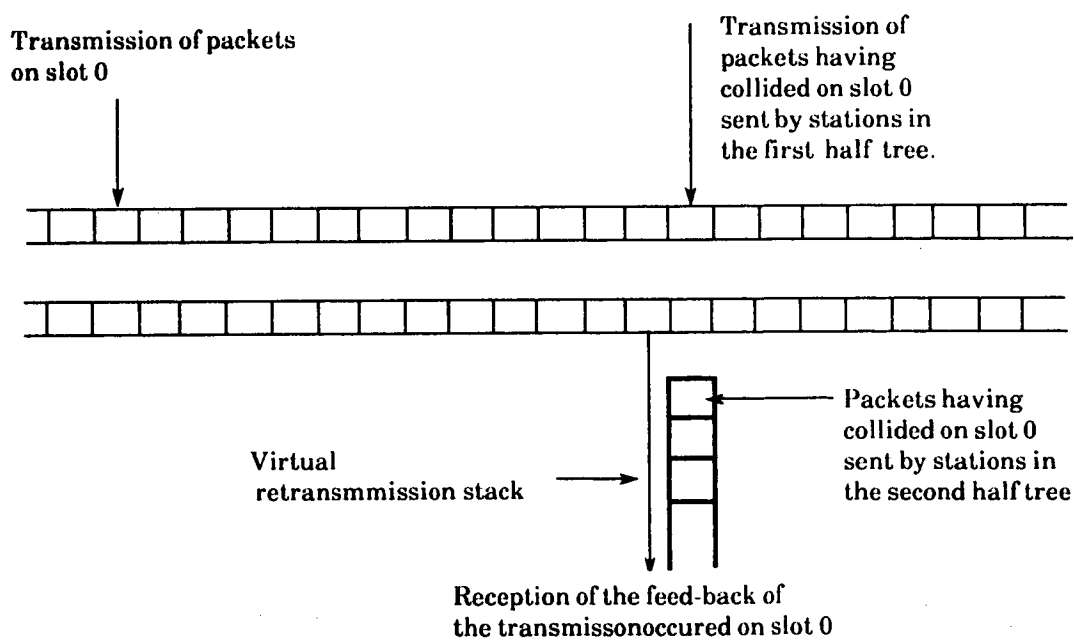 Transmission of packets
on slot 0
Transmission of
packets having
collided on slot 0
sent by stations in
the first half tree.
Packets having
collided on slot 0
sent by stations in
the second half tree
Virtual
retransmmission stack
Reception of the feed-back of
the transmissonoccured on slot 0